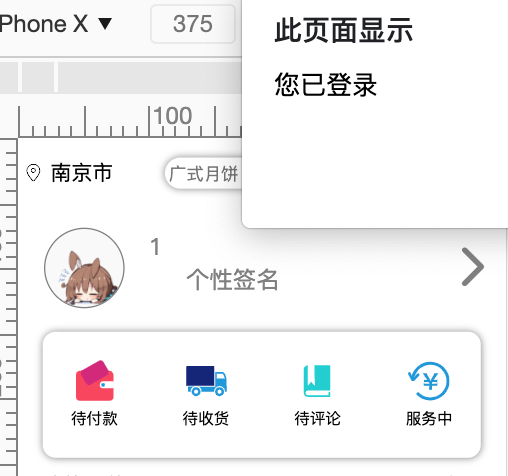 Phone X ▼ 375
此页面显示
您已登录
100
南京市 广式月饼
1
个性签名
待付款 待收货 待评论 服务中